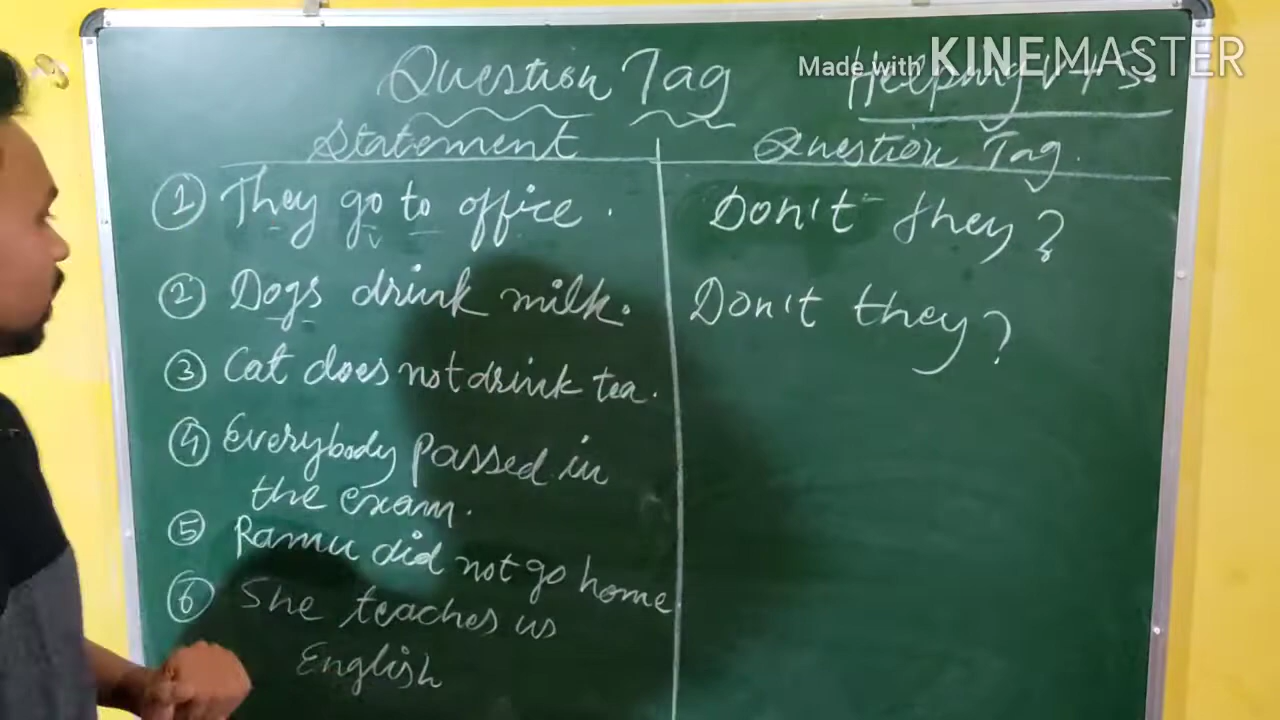 Question Tag
Made with KINEMASTER
Helping V + S.
Statement
Question Tag.
① They go to office.
Don't they?
② Dogs drink milk.
Don't they?
③ Cat does not drink tea.
④ Everybody passed in
the exam.
⑤ Ramu did not go home
⑥ She teaches us
English